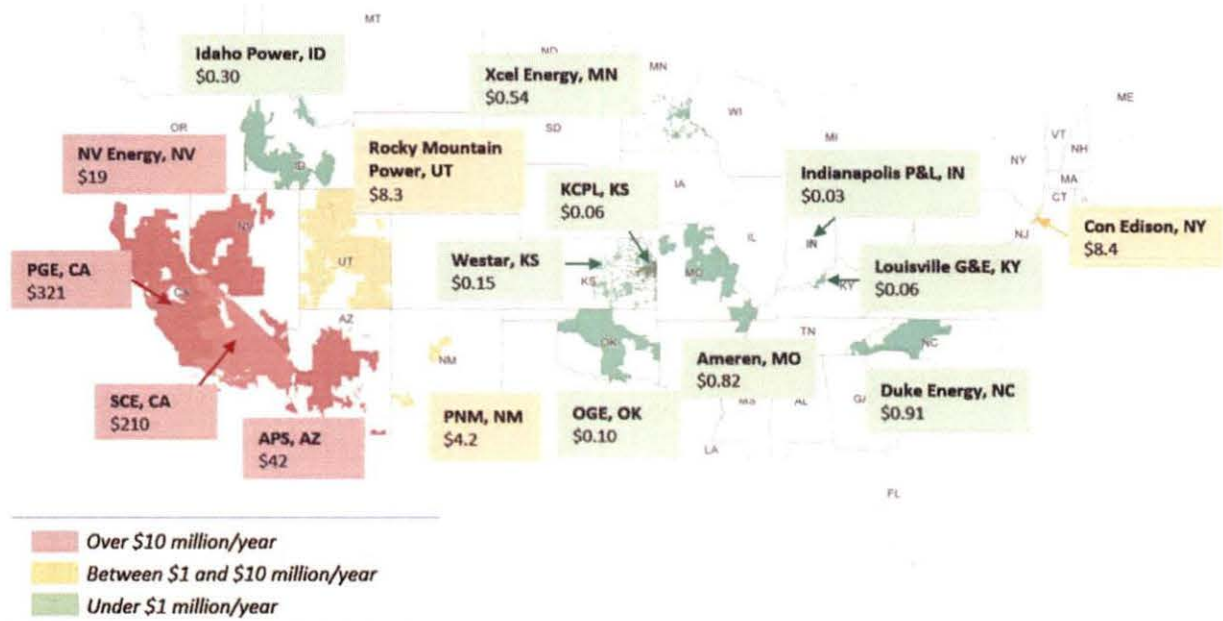 MT
Idaho Power, ID
$0.30
ND
Xcel Energy, MN
$0.54
MN
WI
ME
OR
SD
MI
VT
NH
NY
MA
CT
NV Energy, NV
$19
ID
Rocky Mountain
Power, UT
$8.3
KCPL, KS
$0.06
IA
Indianapolis P&L, IN
$0.03
Con Edison, NY
$8.4
NV
NJ
IL
IN
PGE, CA
$321
CA
UT
Westar, KS
$0.15
KS
MO
Louisville G&E, KY
$0.06
KY
AZ
NM
OK
TN
NC
SCE, CA
$210
APS, AZ
$42
PNM, NM
$4.2
OGE, OK
$0.10
Ameren, MO
$0.82
MS
AL
GA
Duke Energy, NC
$0.91
LA
FL
Over $10 million/year
Between $1 and $10 million/year
Under $1 million/year